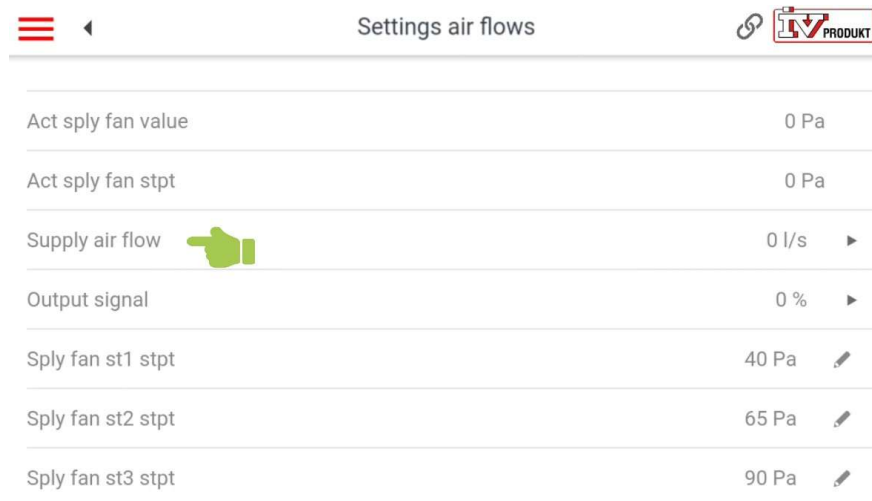 Settings air flows
IV PRODUKT
Act sply fan value 0 Pa
Act sply fan stpt 0 Pa
Supply air flow 0 l/s
Output signal 0 %
Sply fan st1 stpt 40 Pa
Sply fan st2 stpt 65 Pa
Sply fan st3 stpt 90 Pa